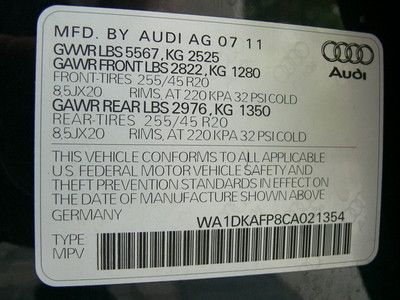 MFD. BY AUDI AG 07 11
GVWR LBS 5567, KG 2525
GAWR FRONT LBS 2822, KG 1280
FRONT-TIRES 255/45 R20
8,5JX20 RIMS, AT 220 KPA 32 PSI COLD
GAWR REAR LBS 2976, KG 1350
REAR-TIRES 255/45 R20
8,5JX20 RIMS, AT 220 KPA 32 PSI COLD
Audi
THIS VEHICLE CONFORMS TO ALL APPLICABLE
U.S FEDERAL MOTOR VEHICLE SAFETY AND
THEFT PREVENTION STANDARDS IN EFFECT ON
THE DATE OF MANUFACTURE SHOWN ABOVE
GERMANY WA1DKAFP8CA021354
TYPE
MPV